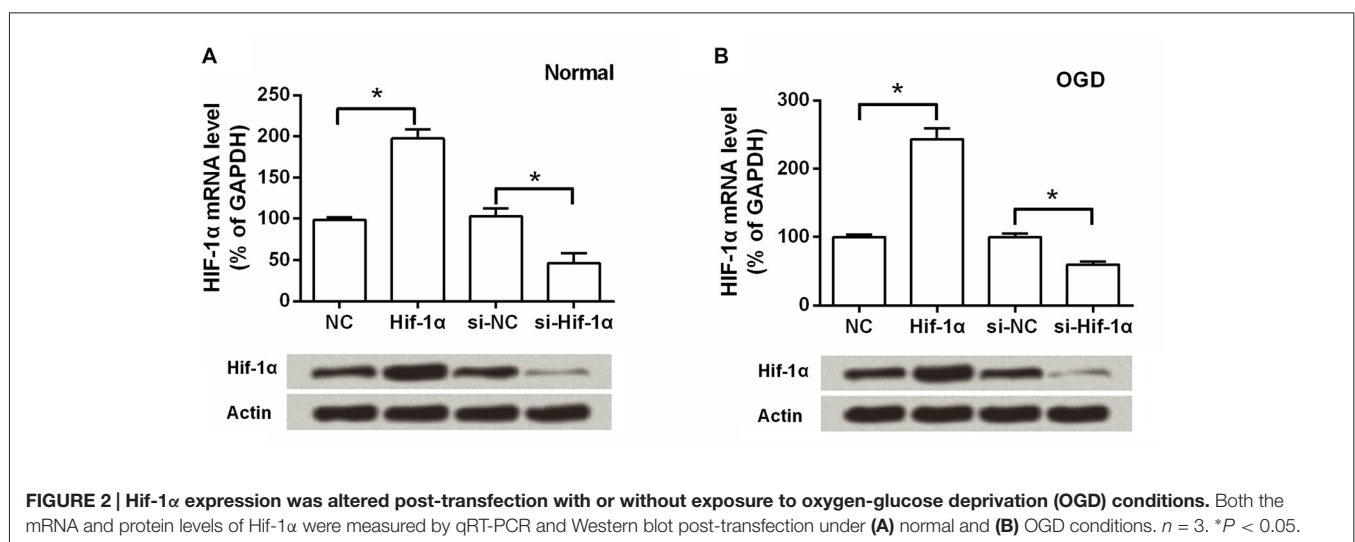 A
Normal
HIF-1α mRNA level
(% of GAPDH)
250
200
150
100
50
0
*
*
NC Hif-1α si-NC si-Hif-1α
Hif-1α
Actin
B
OGD
HIF-1α mRNA level
(% of GAPDH)
300
200
100
0
*
*
NC Hif-1α si-NC si-Hif-1α
Hif-1α
Actin
FIGURE 2 | Hif-1α expression was altered post-transfection with or without exposure to oxygen-glucose deprivation (OGD) conditions. Both the
mRNA and protein levels of Hif-1α were measured by qRT-PCR and Western blot post-transfection under (A) normal and (B) OGD conditions. n = 3. *P < 0.05.